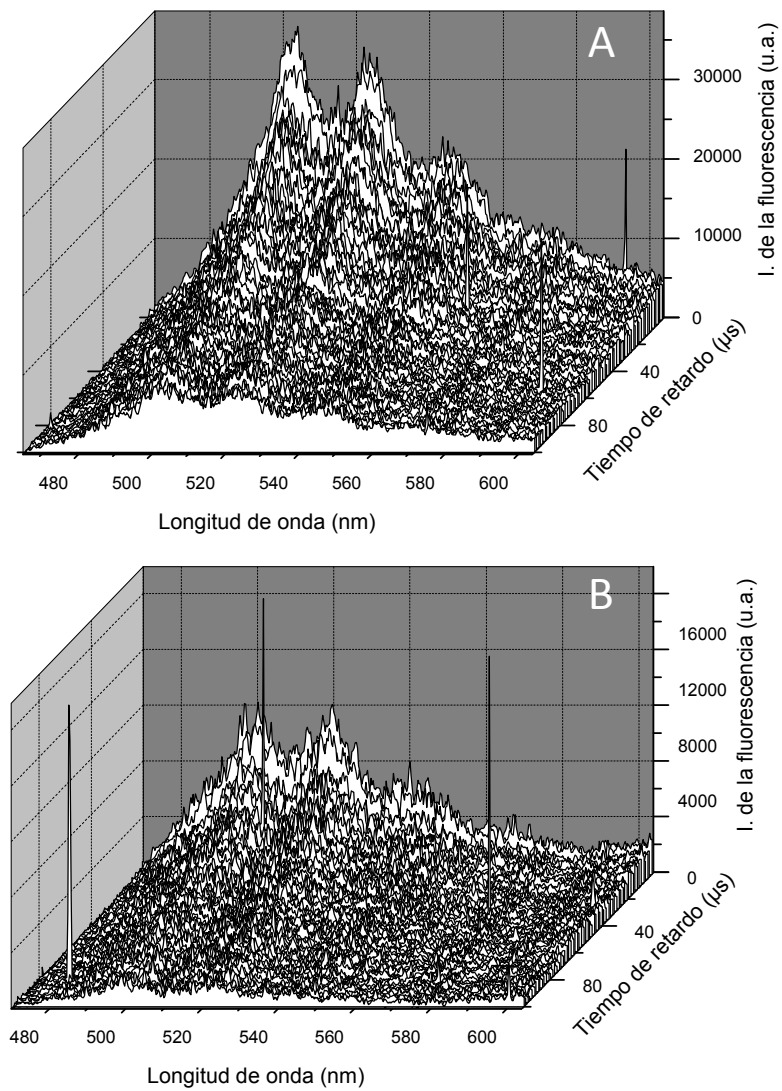 A
30000
20000
10000
0
I. de la fluorescencia (u.a.)
40
80
Tiempo de retardo (µs)
480 500 520 540 560 580 600
Longitud de onda (nm)
B
16000
12000
8000
4000
0
I. de la fluorescencia (u.a.)
40
80
Tiempo de retardo (µs)
480 500 520 540 560 580 600
Longitud de onda (nm)